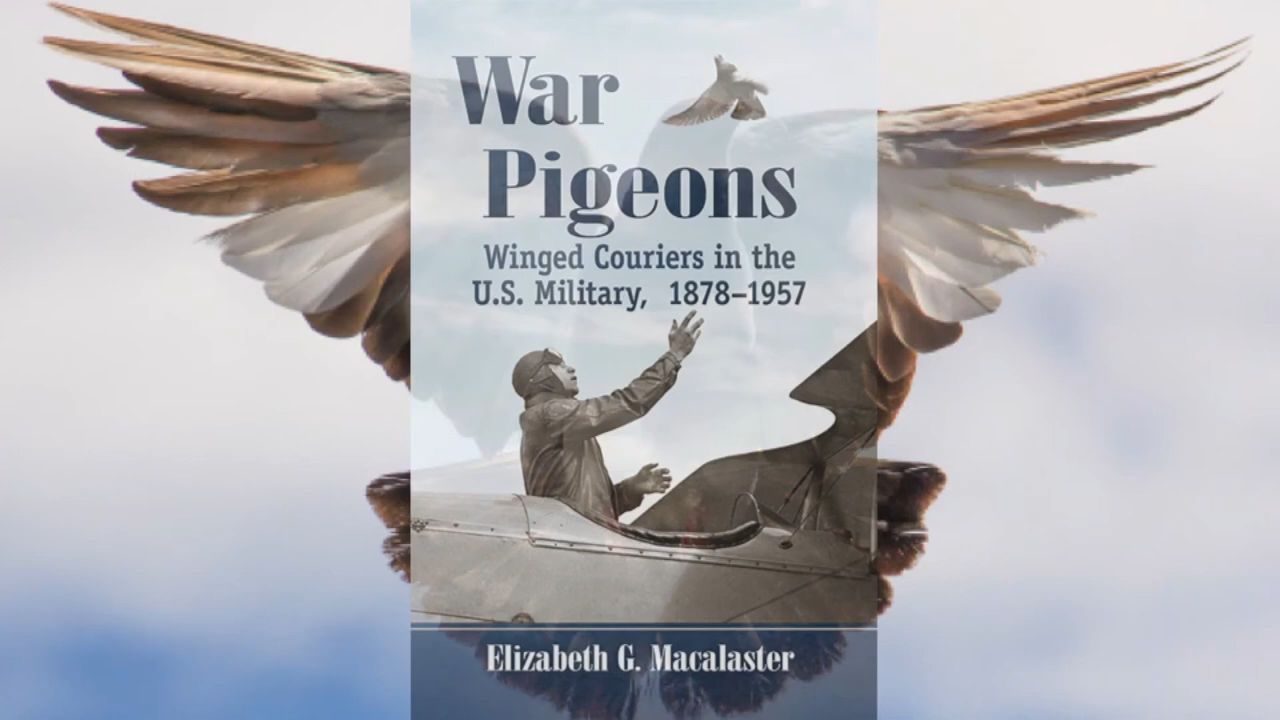 War
Pigeons
Winged Couriers in the
U.S. Military, 1878–1957
Elizabeth G. Macalaster